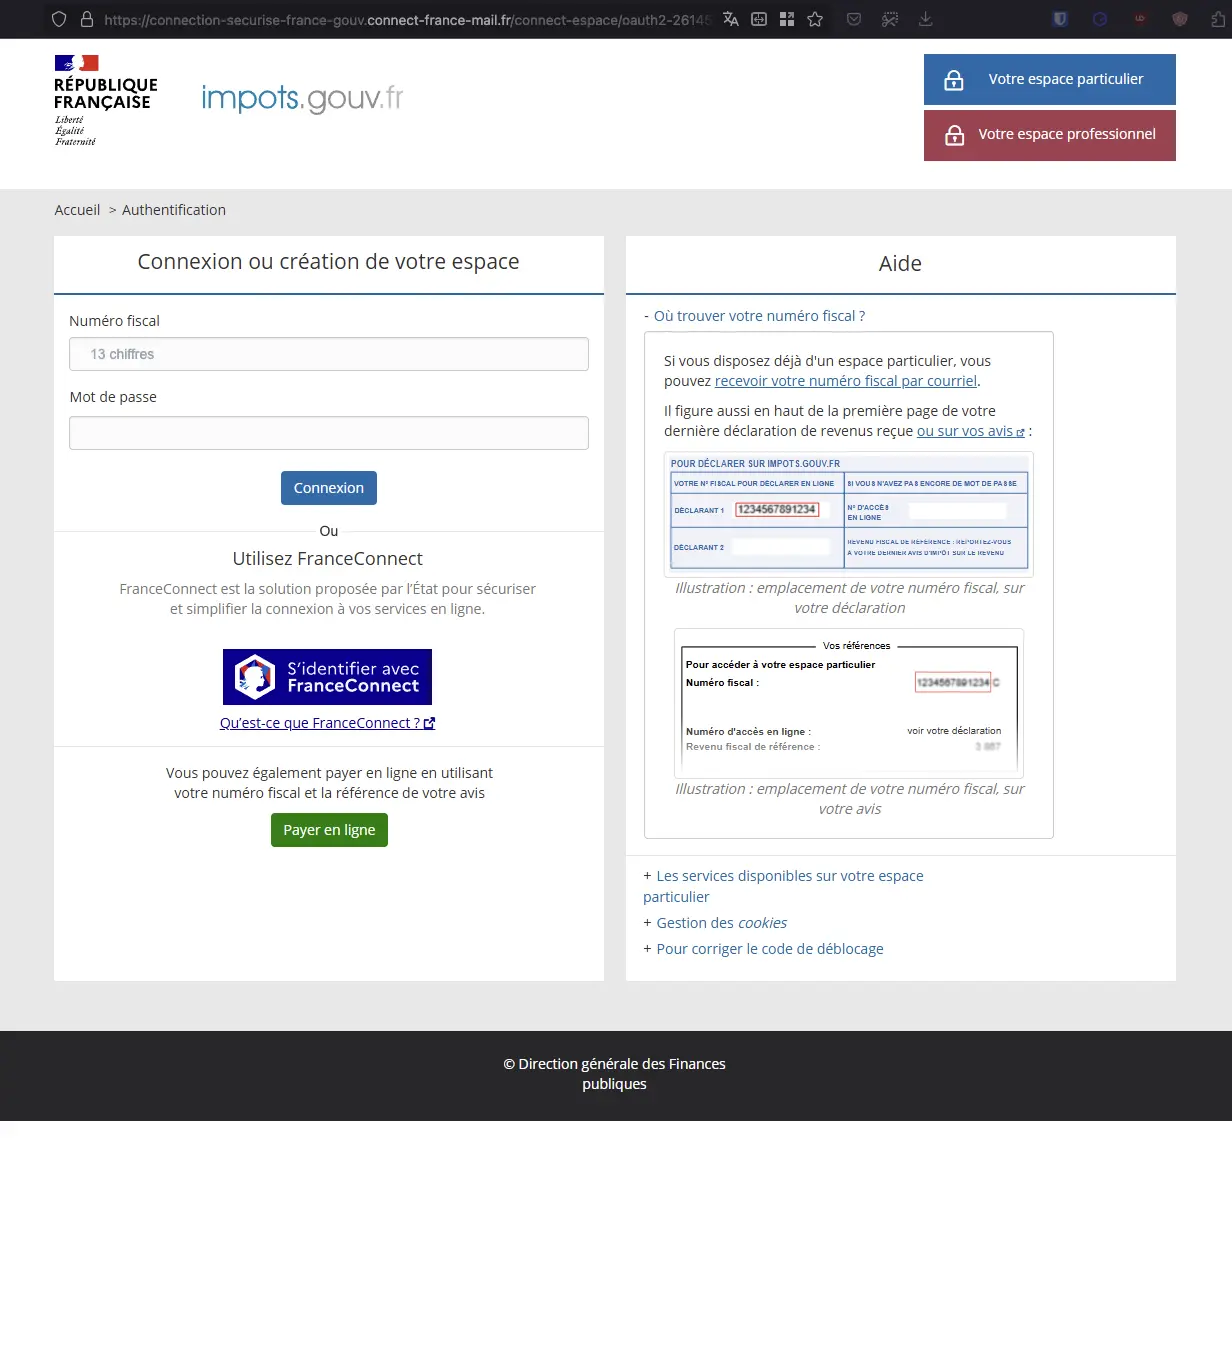 https://connection-securise-france-gouv.connect-france-mail.fr/connect-espace/oauth2-26145
RÉPUBLIQUE
FRANÇAISE
Liberté
Égalité
Fraternité
impots.gouv.fr
Votre espace particulier
Votre espace professionnel
Accueil > Authentification
Connexion ou création de votre espace
Numéro fiscal
13 chiffres
Mot de passe
Connexion
Ou
Utilisez FranceConnect
FranceConnect est la solution proposée par l’État pour sécuriser
et simplifier la connexion à vos services en ligne.
S’identifier avec
FranceConnect
Qu’est-ce que FranceConnect ?
Vous pouvez également payer en ligne en utilisant
votre numéro fiscal et la référence de votre avis
Payer en ligne
Aide
- Où trouver votre numéro fiscal ?
Si vous disposez déjà d'un espace particulier, vous
pouvez recevoir votre numéro fiscal par courriel.
Il figure aussi en haut de la première page de votre
dernière déclaration de revenus reçue ou sur vos avis :
POUR DÉCLARER SUR IMPOTS.GOUV.FR
VOTRE Nº FISCAL POUR DÉCLARER EN LIGNE
SI VOUS N'AVEZ PAS ENCORE DE MOT DE PASSE
DÉCLARANT 1
1234567891234
Nº D'ACCÈS
EN LIGNE
DÉCLARANT 2
REVENU FISCAL DE RÉFÉRENCE : REPORTEZ-VOUS
À VOTRE DERNIER AVIS D'IMPÔT SUR LE REVENU
Illustration : emplacement de votre numéro fiscal, sur
votre déclaration
Vos références
Pour accéder à votre espace particulier
Numéro fiscal :
1234567891234 C
Numéro d'accès en ligne :
voir votre déclaration
Revenu fiscal de référence :
Illustration : emplacement de votre numéro fiscal, sur
votre avis
+ Les services disponibles sur votre espace
particulier
+ Gestion des cookies
+ Pour corriger le code de déblocage
© Direction générale des Finances
publiques